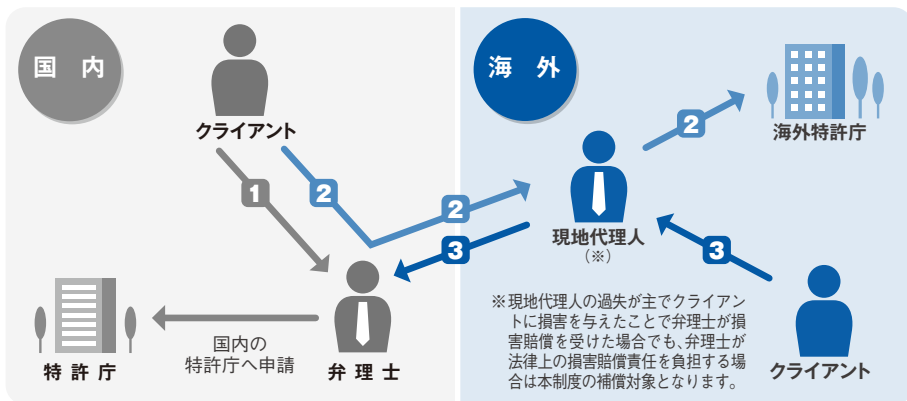 国内
海外
クライアント
1
2
2
2
海外特許庁
現地代理人
(※)
3
3
特許庁
国内の
特許庁へ申請
弁理士
※現地代理人の過失が主でクライアン
トに損害を与えたことで弁理士が損
害賠償を受けた場合でも、弁理士が
法律上の損害賠償責任を負担する場
合は本制度の補償対象となります。
クライアント